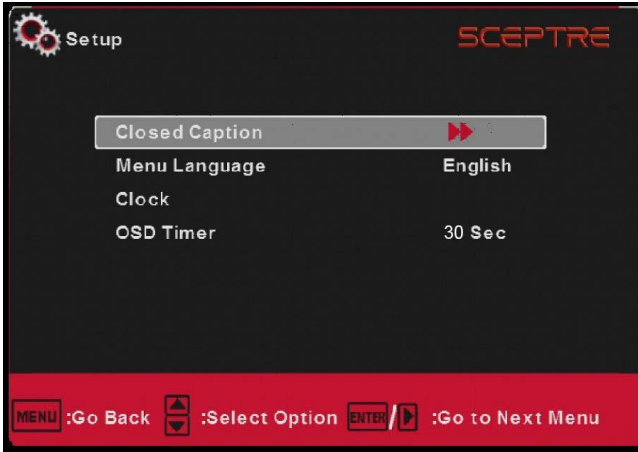 Setup
SCEPTRE
Closed Caption
Menu Language English
Clock
OSD Timer 30 Sec
MENU :Go Back :Select Option ENTER/ :Go to Next Menu